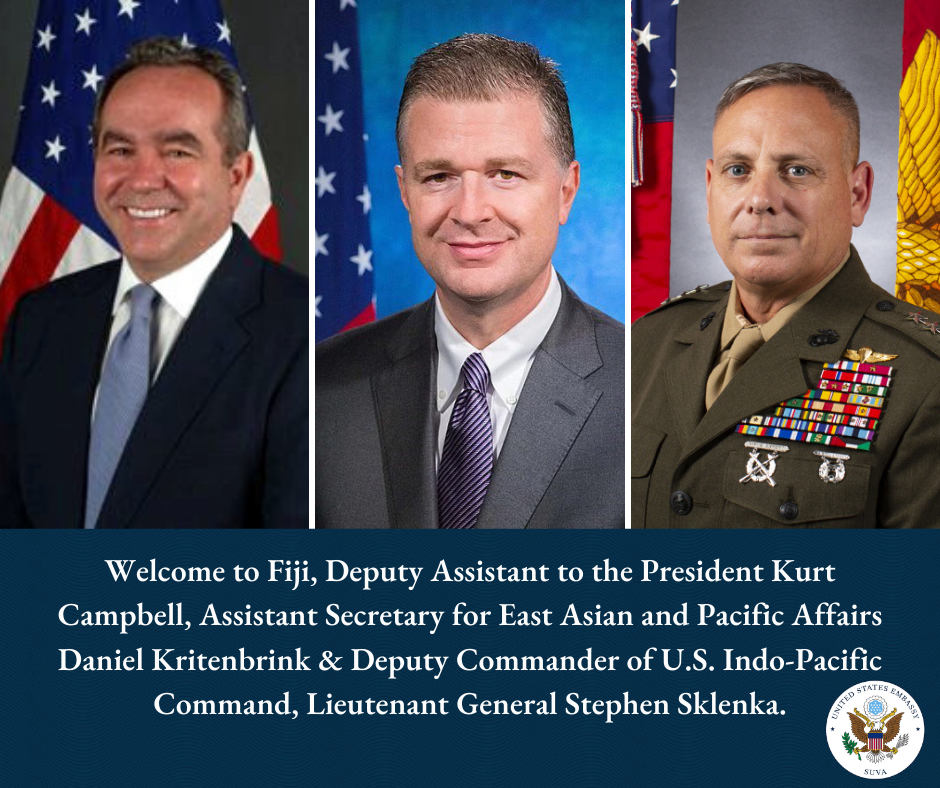 Welcome to Fiji, Deputy Assistant to the President Kurt
Campbell, Assistant Secretary for East Asian and Pacific Affairs
Daniel Kritenbrink & Deputy Commander of U.S. Indo-Pacific
Command, Lieutenant General Stephen Sklenka.
UNITED STATES EMBASSY
SUVA